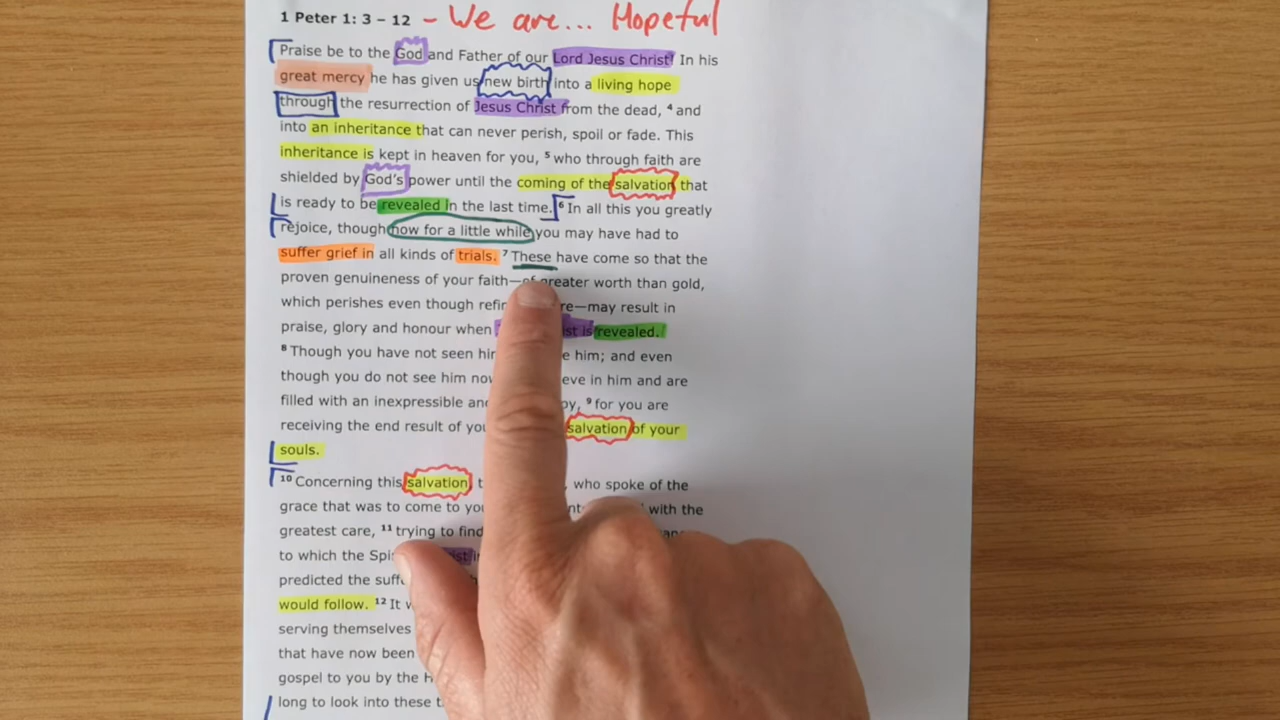 1 Peter 1: 3 – 12 – We are... Hopeful
Praise be to the God and Father of our Lord Jesus Christ! In his
great mercy he has given us new birth into a living hope
through the resurrection of Jesus Christ from the dead, ⁴ and
into an inheritance that can never perish, spoil or fade. This
inheritance is kept in heaven for you, ⁵ who through faith are
shielded by God's power until the coming of the salvation that
is ready to be revealed in the last time. ⁶ In all this you greatly
rejoice, though now for a little while you may have had to
suffer grief in all kinds of trials. ⁷ These have come so that the
proven genuineness of your faith—of greater worth than gold,
which perishes even though —may result in
praise, glory and honour when is revealed.
⁸ Though you have not seen him; and even
though you do not see him in him and are
filled with an inexpressible ⁹ for you are
receiving the end result of salvation of your
souls.
¹⁰ Concerning this salvation who spoke of the
grace that was to come to with the
greatest care, ¹¹ trying to find
to which the
predicted the
would follow. ¹² It
serving themselves
that have now been
gospel to you by the
long to look into these